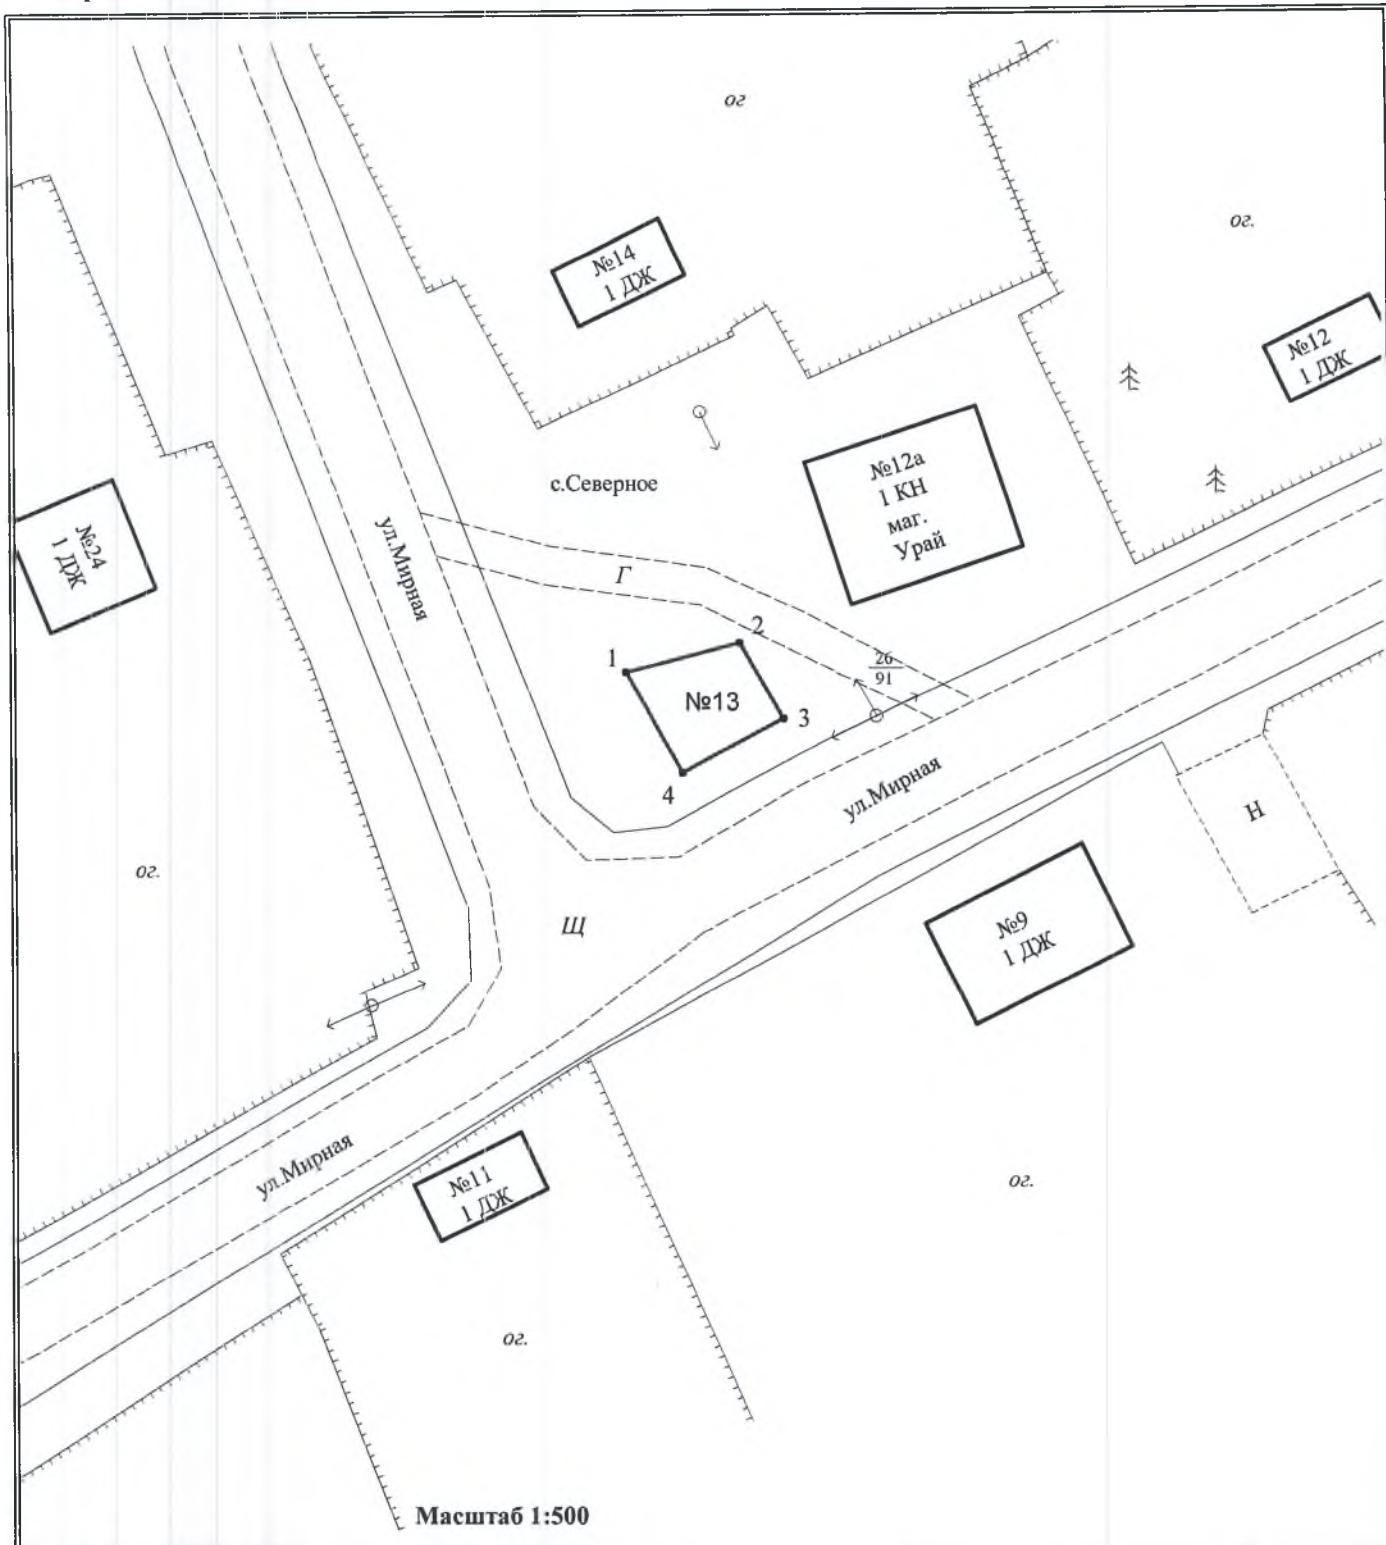 ог
ог.
№14
1 ДЖ
№12
1 ДЖ
№12а
1 КН
маг.
Урай
с.Северное
№24
1 ДЖ
ул.Мирная
Г
1
2
26
91
№13
3
4
ул.Мирная
Н
ог.
Щ
№9
1 ДЖ
ул.Мирная
№11
1 ДЖ
ог.
ог.
Масштаб 1:500